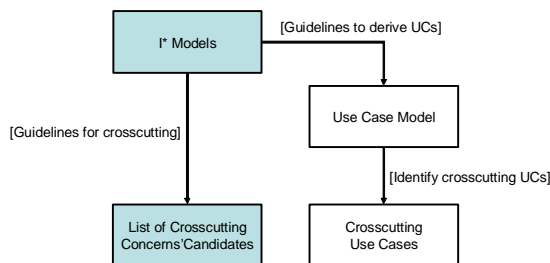 [Guidelines to derive UCs]
I* Models
Use Case Model
[Guidelines for crosscutting]
[Identify crosscutting UCs]
List of Crosscutting
Concerns'Candidates
Crosscutting
Use Cases